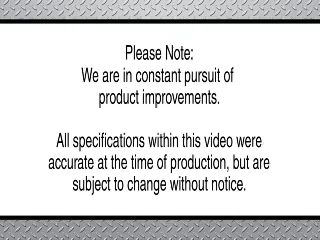 Please Note:
We are in constant pursuit of
product improvements.
All specifications within this video were
accurate at the time of production, but are
subject to change without notice.